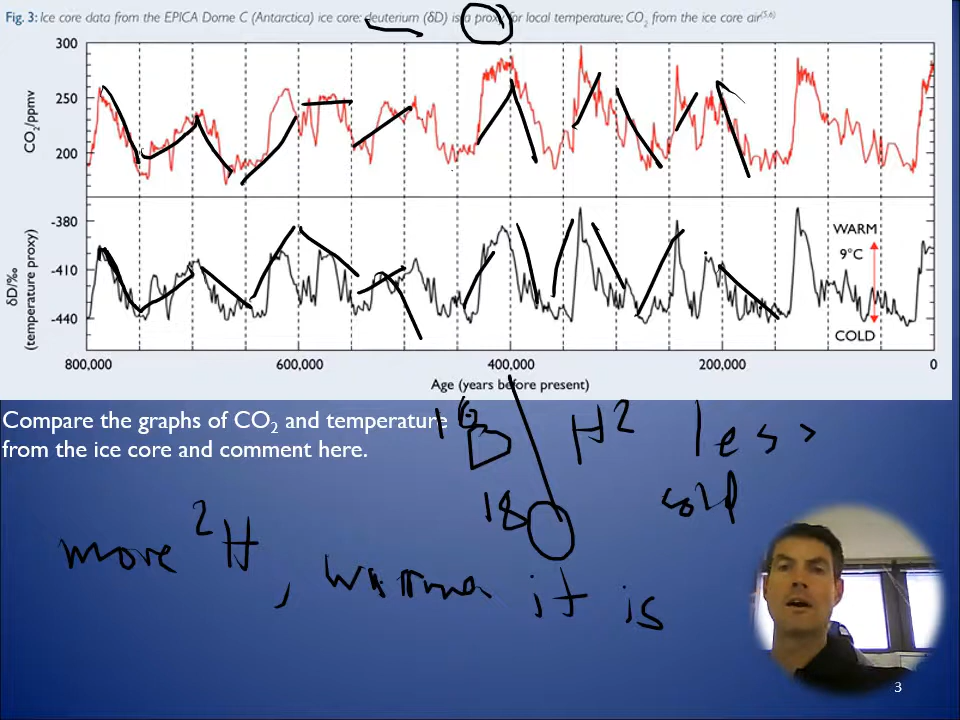 Fig. 3: Ice core data from the EPICA Dome C (Antarctica) ice core: deuterium (δD) is a proxy for local temperature; CO₂ from the ice core air(5,6)
300
250
200
CO₂/ppmv
-380
-410
-440
δD/‰
(temperature proxy)
WARM
9°C
COLD
800,000 600,000 400,000 200,000 0
Age (years before present)
Compare the graphs of CO₂ and temperature
from the ice core and comment here.
16
D H² less
18
cold
more ²H, it is
3